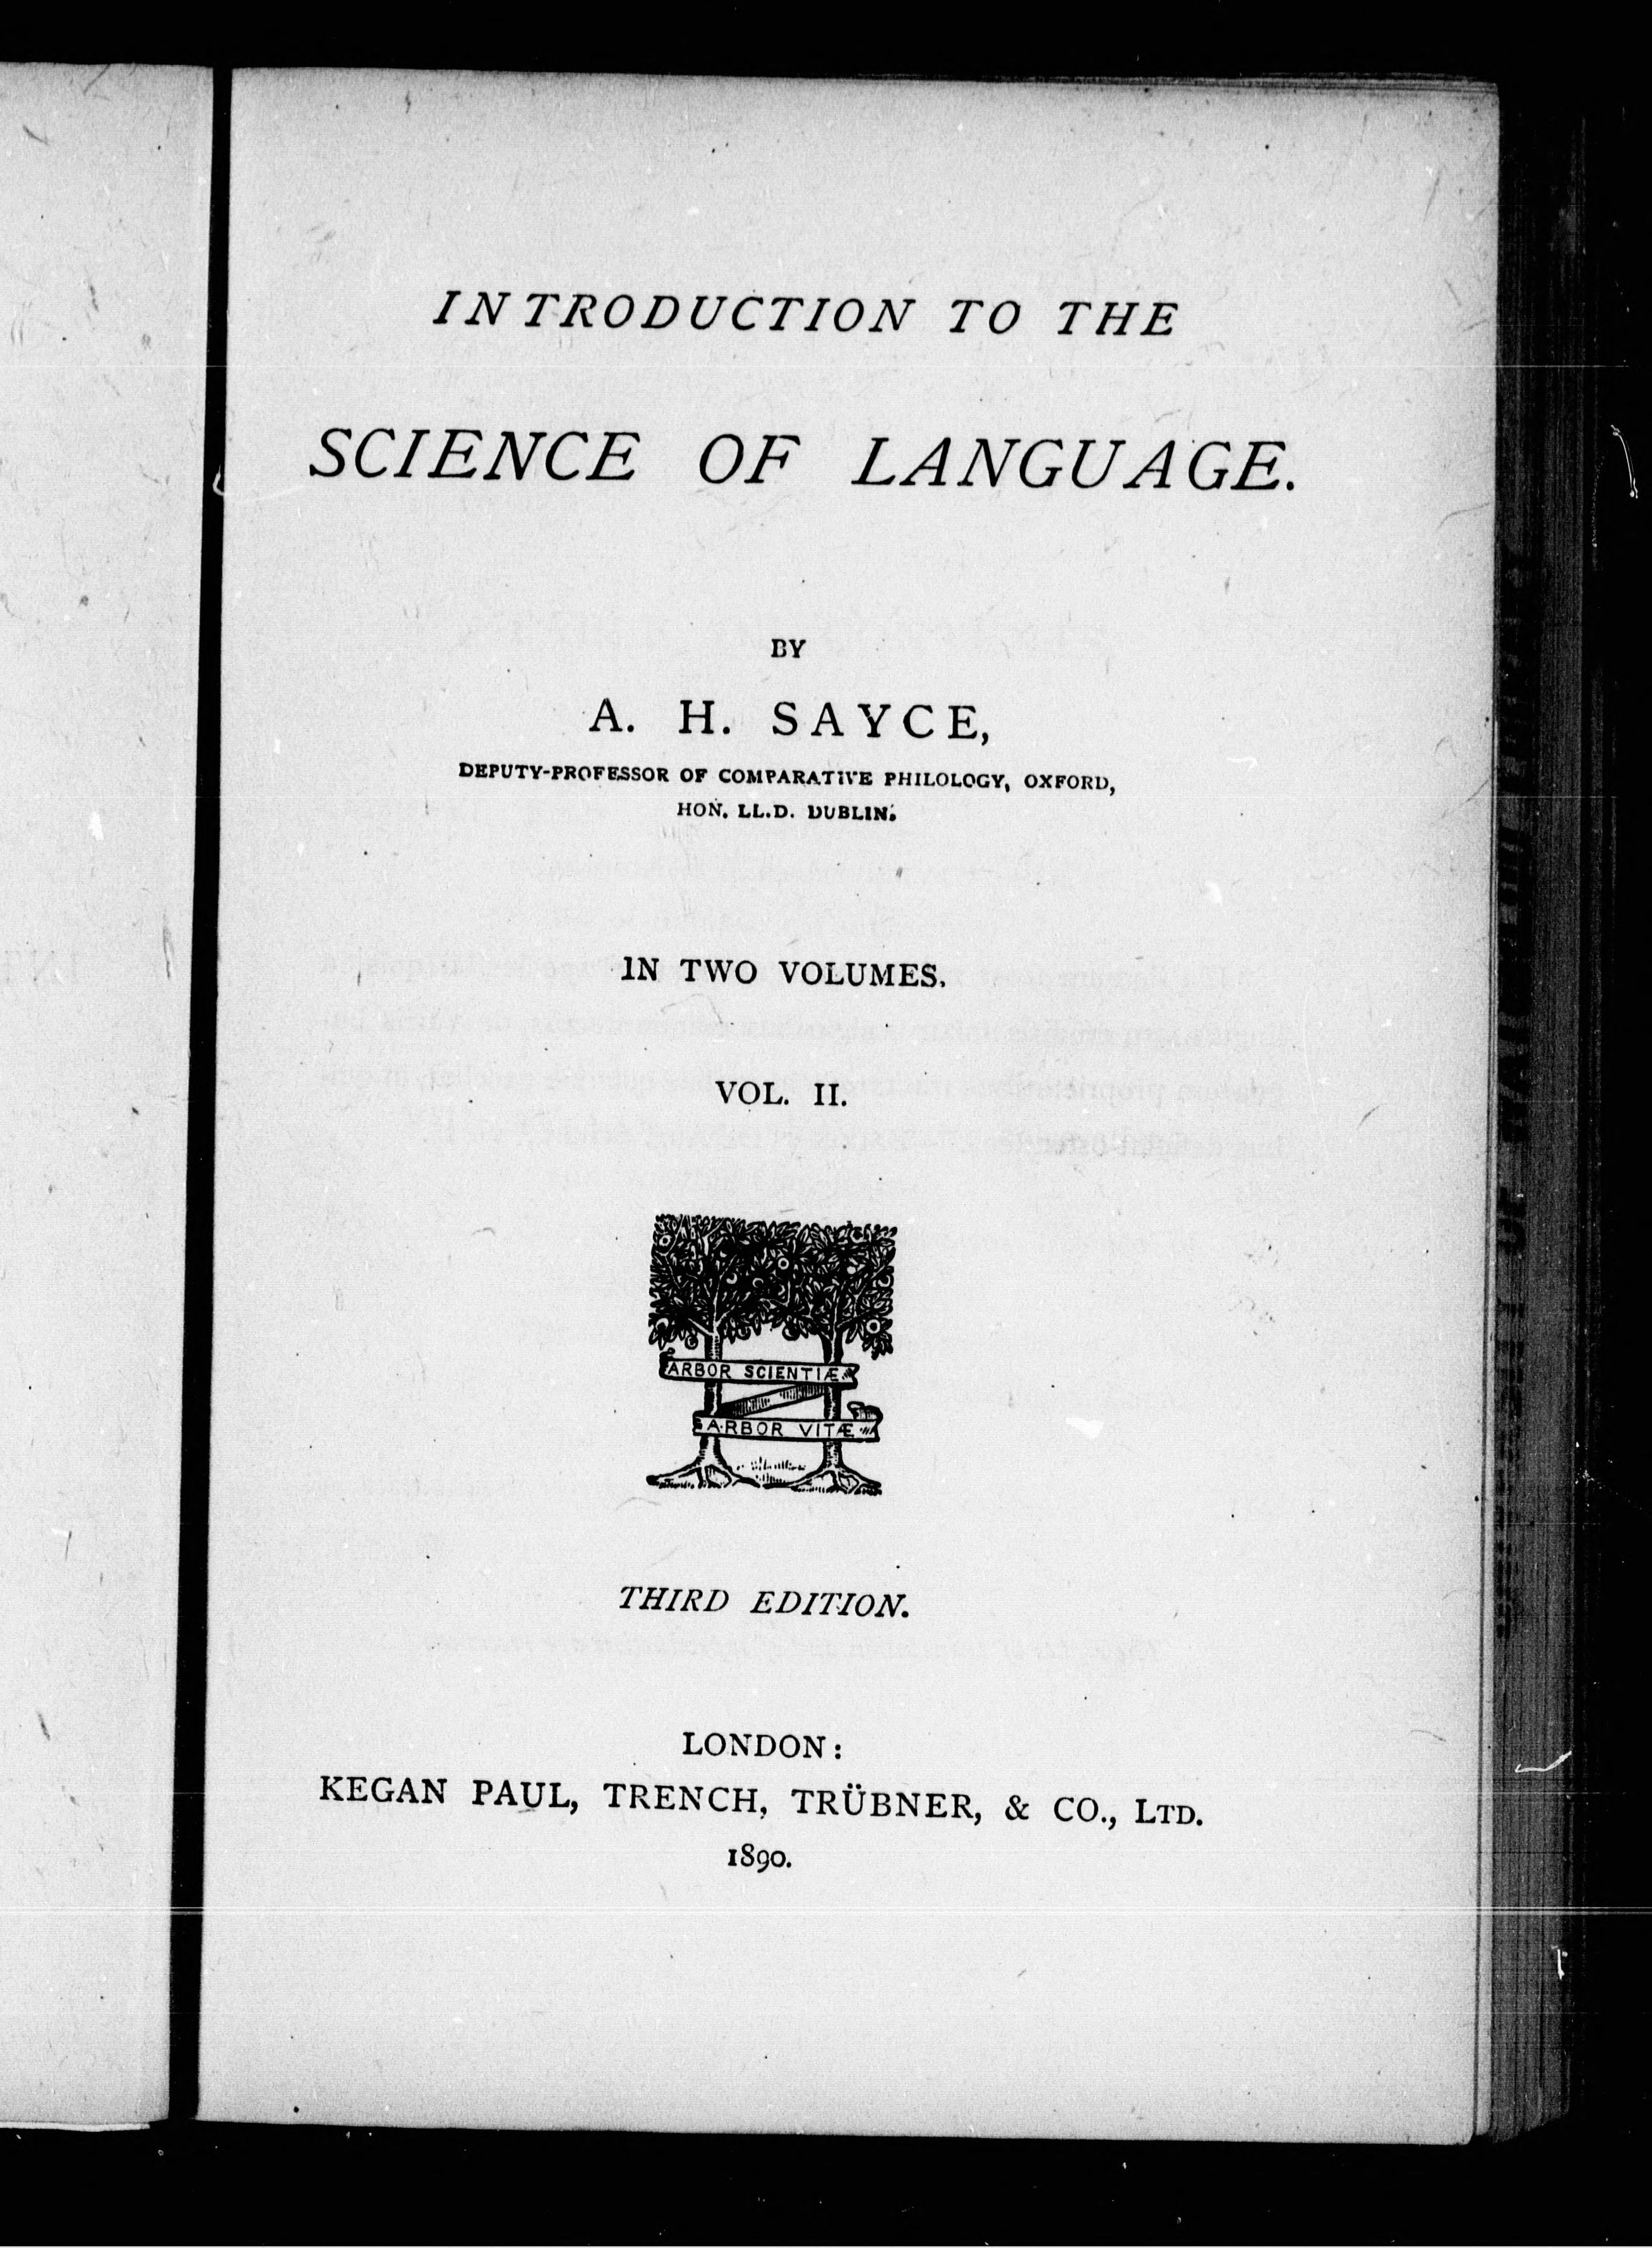 INTRODUCTION TO THE
SCIENCE OF LANGUAGE.
BY
A. H. SAYCE,
DEPUTY-PROFESSOR OF COMPARATIVE PHILOLOGY, OXFORD,
HON. LL.D. DUBLIN.
IN TWO VOLUMES.
VOL. II.
ARBOR SCIENTIÆ
ARBOR VITÆ
THIRD EDITION.
LONDON:
KEGAN PAUL, TRENCH, TRÜBNER, & CO., LTD.
1890.